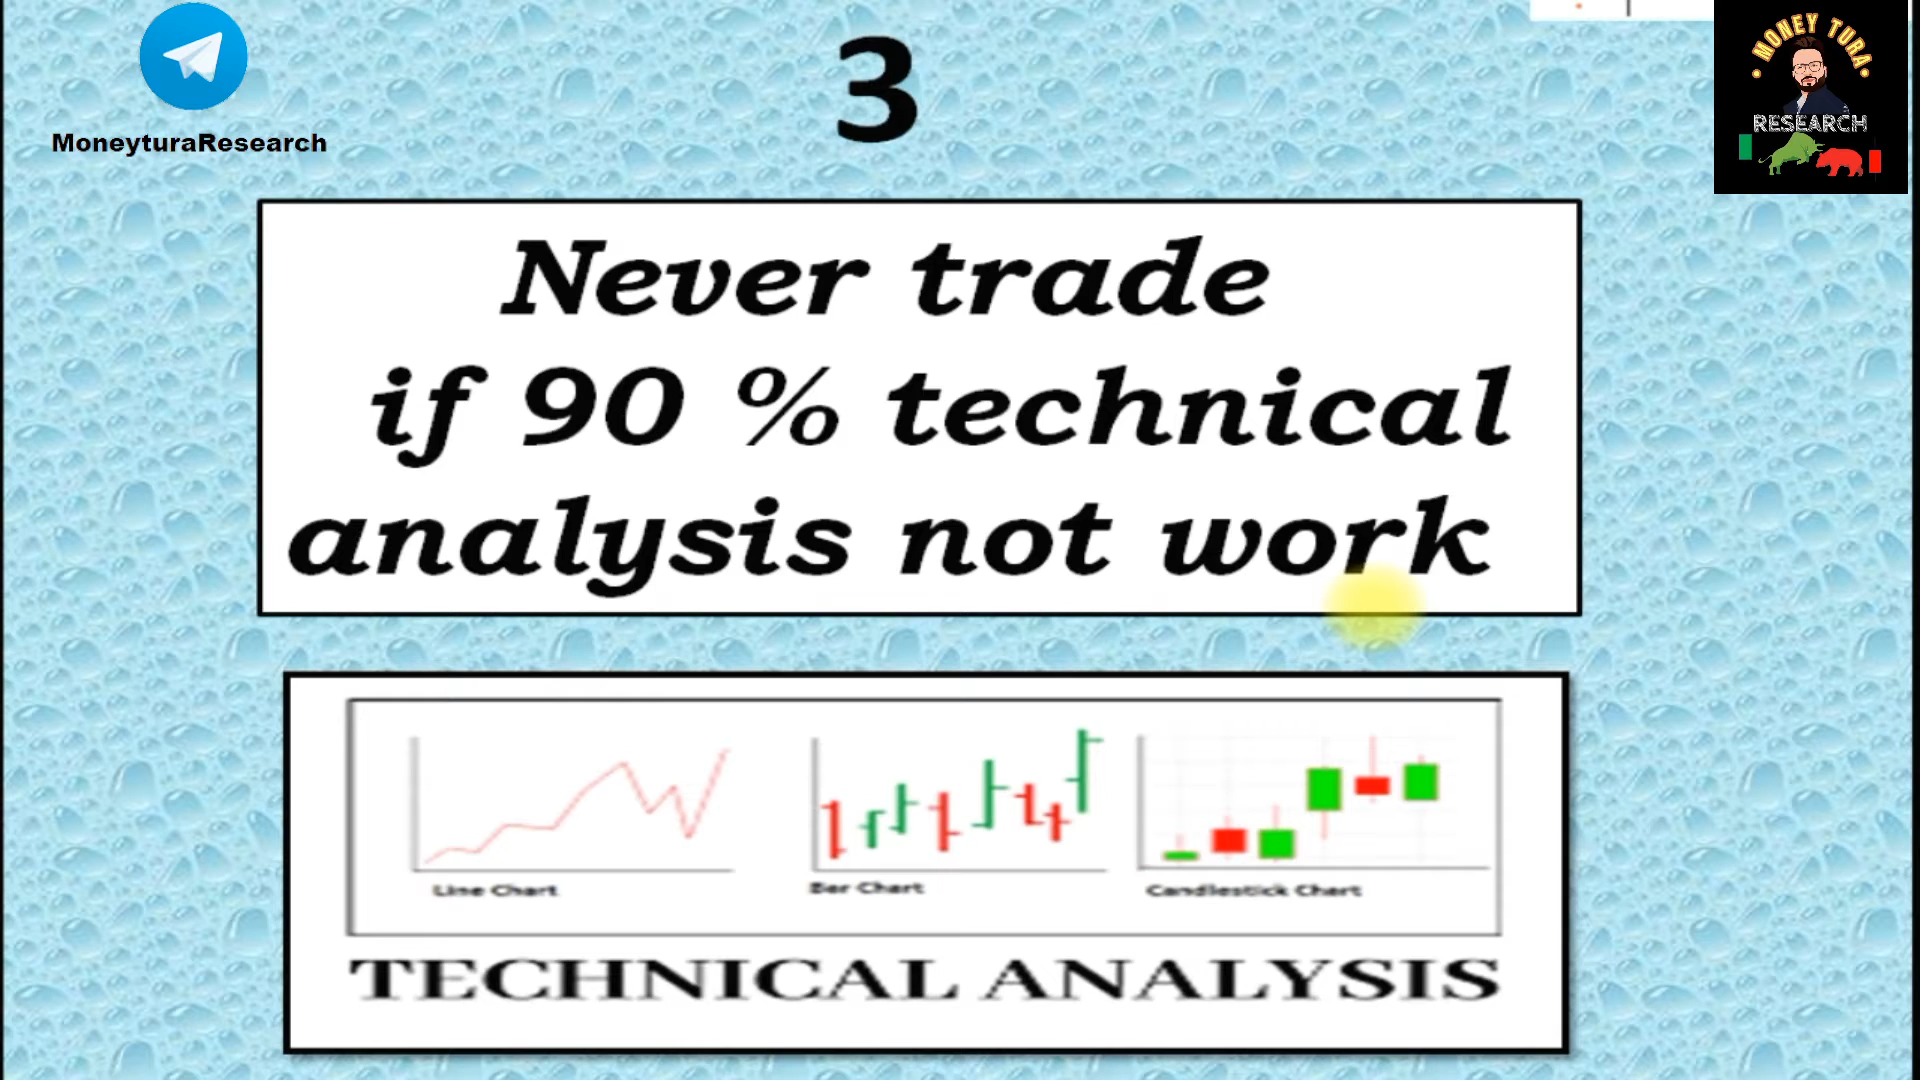 3
MONEY TURA
RESEARCH
MoneyturaResearch
Never trade
if 90 % technical
analysis not work
Line Chart
Bar Chart
Candlestick Chart
TECHNICAL ANALYSIS